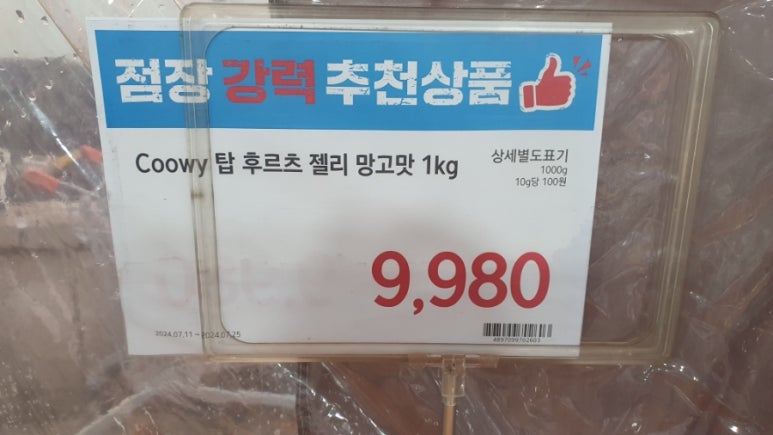 점장 강력 추천상품
Coowy 탑 후르츠 젤리 망고맛 1kg
상세별도표기
1000g
10g당 100원
9,980
2024.07.11 ~ 2024.07.25
4897099702603